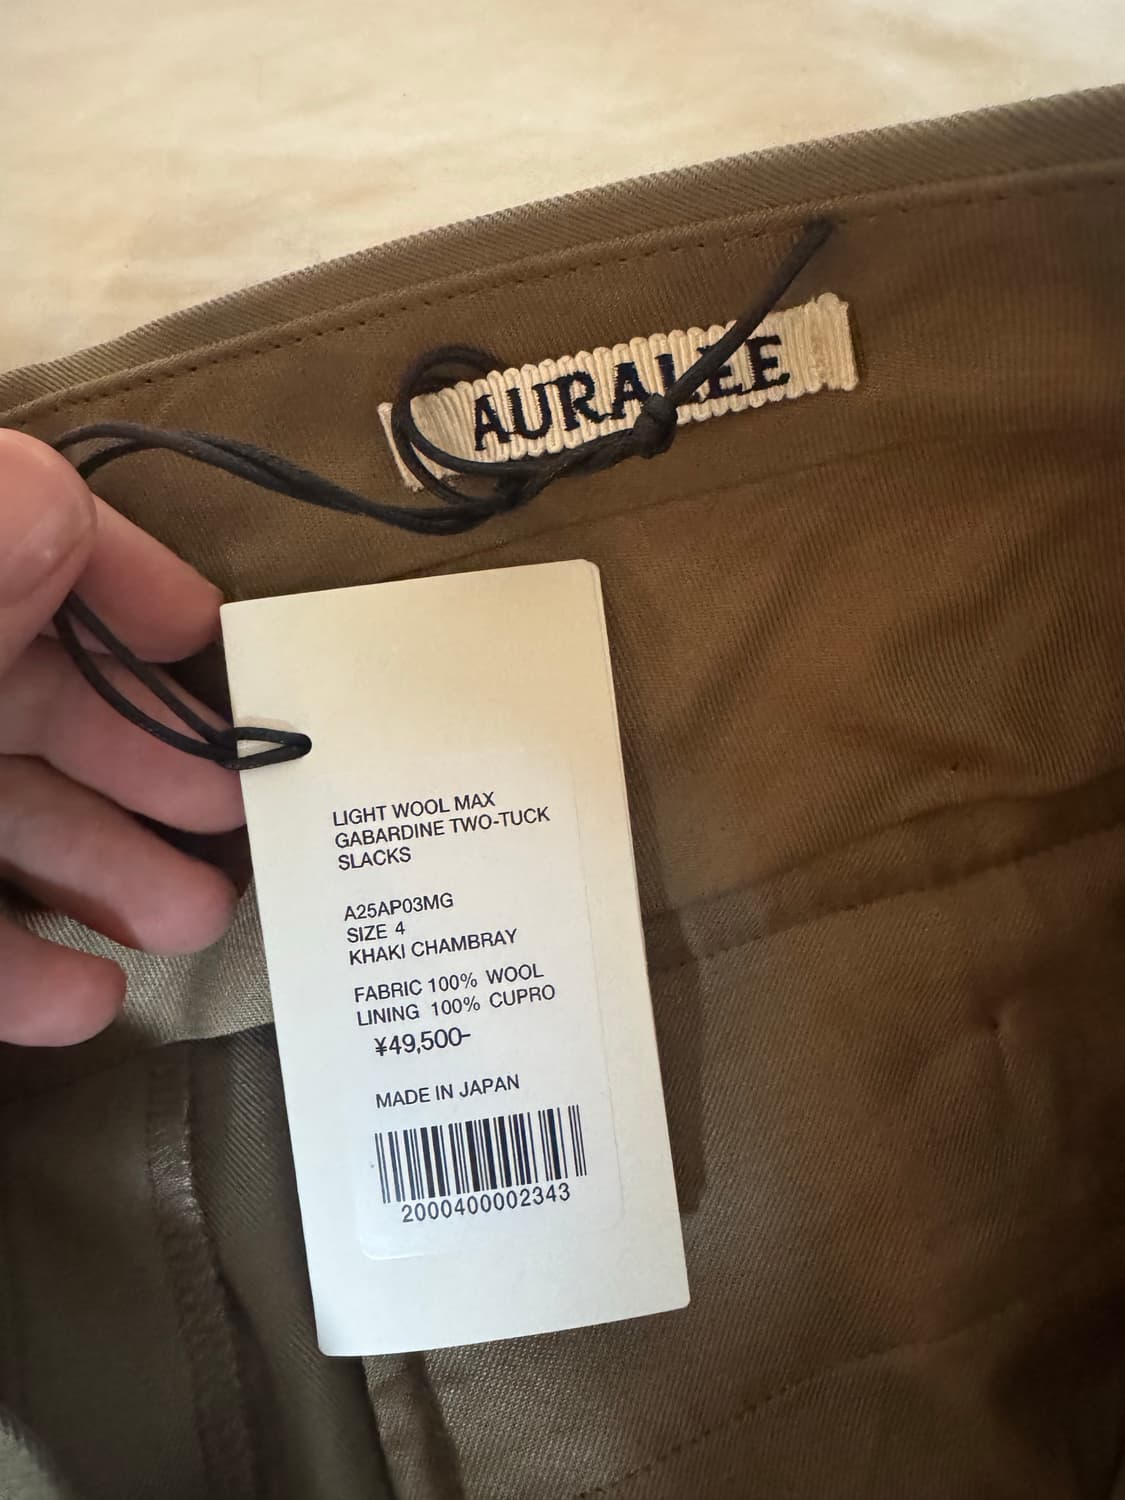 AURALEE
LIGHT WOOL MAX
GABARDINE TWO-TUCK
SLACKS
A25AP03MG
SIZE 4
KHAKI CHAMBRAY
FABRIC 100% WOOL
LINING 100% CUPRO
¥49,500-
MADE IN JAPAN
2000400002343